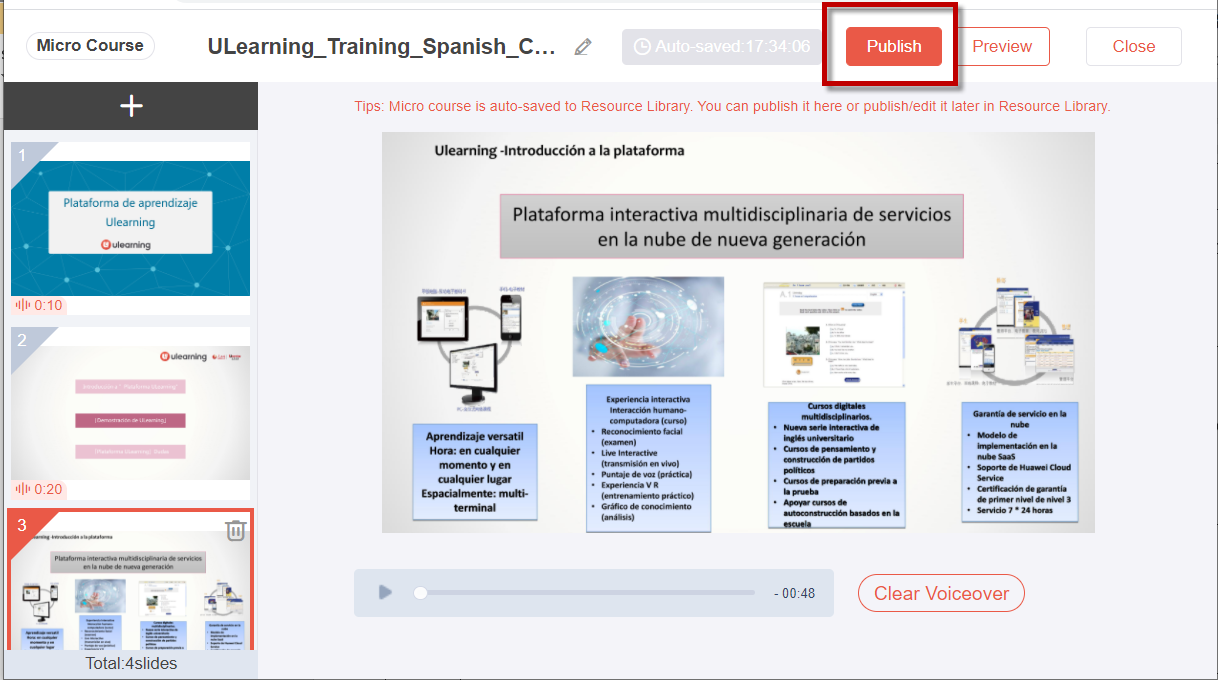 Micro Course
ULearning_Training_Spanish_C...
Auto-saved:17:34:06
Publish
Preview
Close
Tips: Micro course is auto-saved to Resource Library. You can publish it here or publish/edit it later in Resource Library.
1
Plataforma de aprendizaje
Ulearning
ulearning
0:10
2
ulearning
Introducción a " Plataforma ULearning"
[Demostración de ULearning]
0:20
3
Ulearning -Introducción a la plataforma
Plataforma interactiva multidisciplinaria de servicios
en la nube de nueva generación
Total:4slides
Ulearning -Introducción a la plataforma
Plataforma interactiva multidisciplinaria de servicios
en la nube de nueva generación
Aprendizaje versatil
Hora: en cualquier
momento y en
cualquier lugar
Espacialmente: multi-
terminal
Experiencia interactiva
Interacción humano-
computadora (curso)
• Reconocimiento facial
(examen)
• Live Interactive
(transmisión en vivo)
• Puntaje de voz (práctica)
• Experiencia V R
(entrenamiento práctico)
• Gráfico de conocimiento
(análisis)
Cursos digitales
multidisciplinarios.
• Nueva serie interactiva de
inglés universitario
• Cursos de pensamiento y
construcción de partidos
políticos
• Cursos de preparación previa a
la prueba
• Apoyar cursos de
autoconstrucción basados en la
escuela
Garantía de servicio en la
nube
• Modelo de
implementación en la
nube SaaS
• Soporte de Huawei Cloud
Service
• Certificación de garantía
de primer nivel de nivel 3
• Servicio 7 * 24 horas
- 00:48
Clear Voiceover